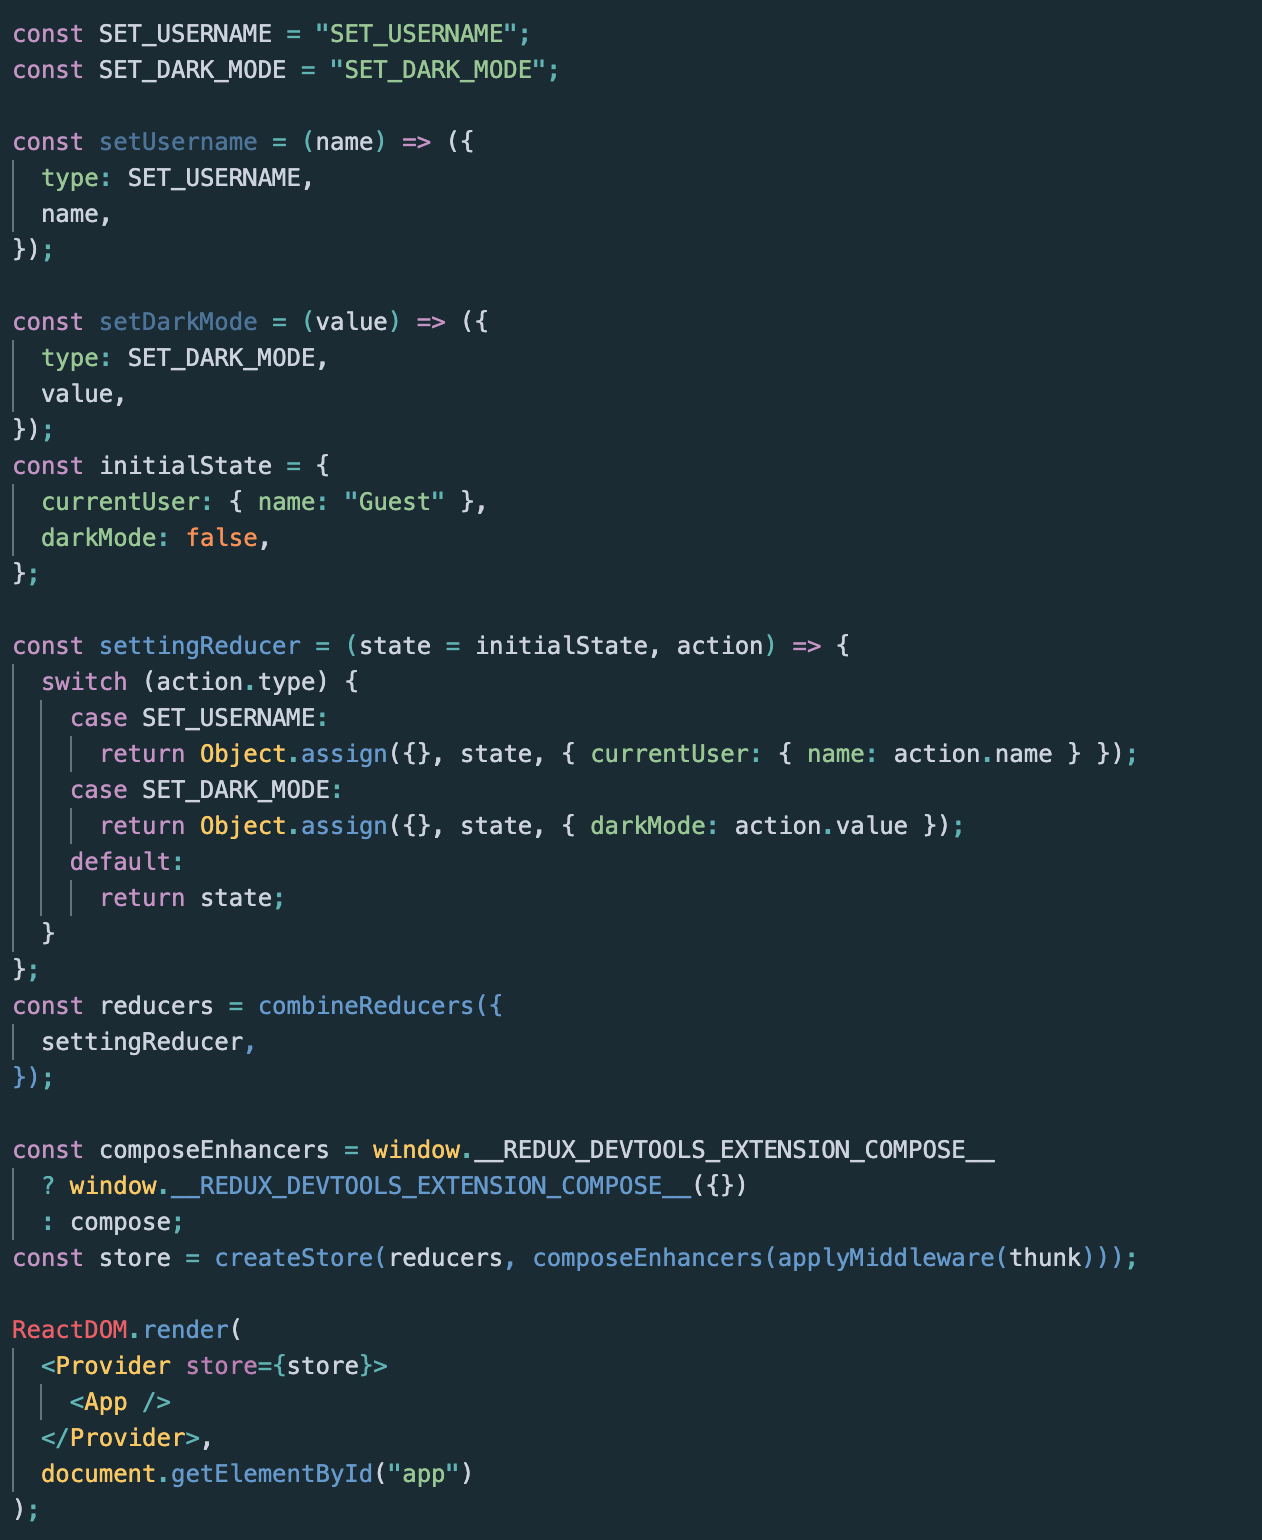 const SET_USERNAME = "SET_USERNAME";
const SET_DARK_MODE = "SET_DARK_MODE";

const setUsername = (name) => ({
  type: SET_USERNAME,
  name,
});

const setDarkMode = (value) => ({
  type: SET_DARK_MODE,
  value,
});
const initialState = {
  currentUser: { name: "Guest" },
  darkMode: false,
};

const settingReducer = (state = initialState, action) => {
  switch (action.type) {
    case SET_USERNAME:
      return Object.assign({}, state, { currentUser: { name: action.name } });
    case SET_DARK_MODE:
      return Object.assign({}, state, { darkMode: action.value });
    default:
      return state;
  }
};
const reducers = combineReducers({
  settingReducer,
});

const composeEnhancers = window.__REDUX_DEVTOOLS_EXTENSION_COMPOSE__
  ? window.__REDUX_DEVTOOLS_EXTENSION_COMPOSE__({})
  : compose;
const store = createStore(reducers, composeEnhancers(applyMiddleware(thunk)));

ReactDOM.render(
  <Provider store={store}>
    <App />
  </Provider>,
  document.getElementById("app")
);